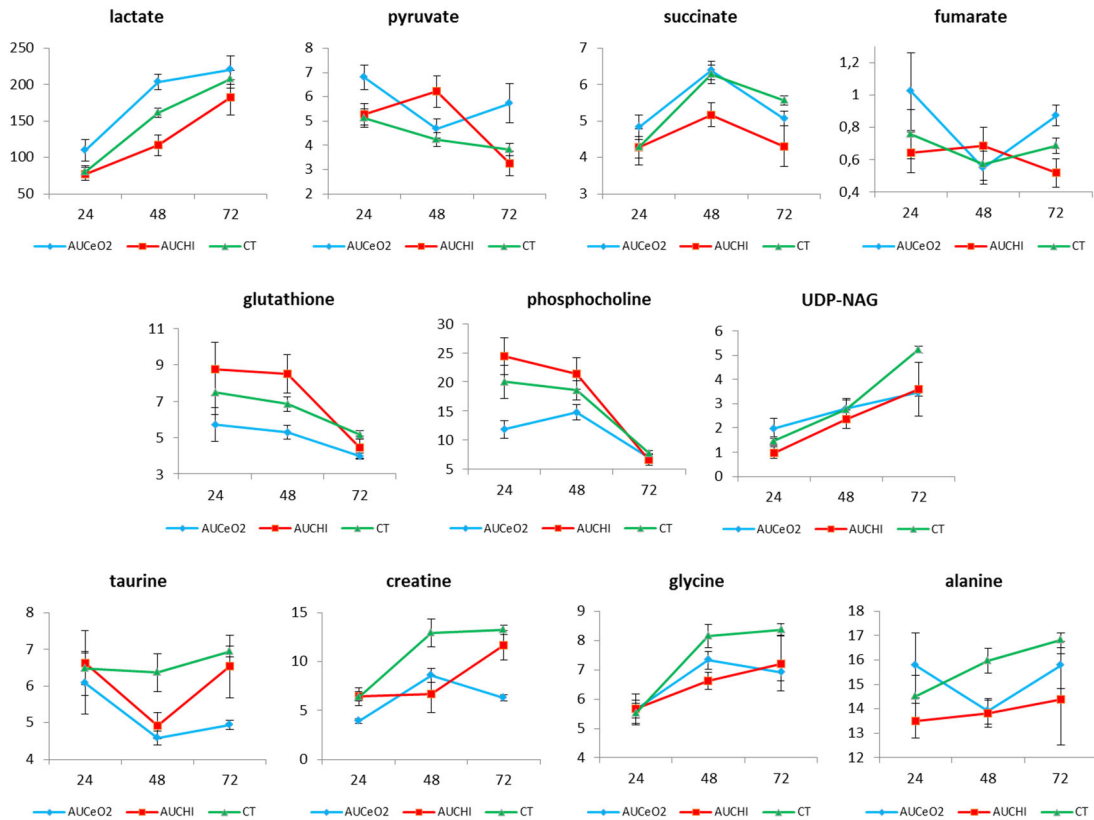 lactate
250
200
150
100
50
24 48 72
AUCeO2 AUCHI CT
pyruvate
8
7
6
5
4
3
2
24 48 72
AUCeO2 AUCHI CT
succinate
7
6
5
4
3
24 48 72
AUCeO2 AUCHI CT
fumarate
1,2
1
0,8
0,6
0,4
24 48 72
AUCeO2 AUCHI CT
glutathione
11
9
7
5
3
24 48 72
AUCeO2 AUCHI CT
phosphocholine
30
25
20
15
10
5
24 48 72
AUCeO2 AUCHI CT
UDP-NAG
6
5
4
3
2
1
0
24 48 72
AUCeO2 AUCHI CT
taurine
8
7
6
5
4
24 48 72
AUCeO2 AUCHI CT
creatine
15
10
5
0
24 48 72
AUCeO2 AUCHI CT
glycine
9
8
7
6
5
4
24 48 72
AUCeO2 AUCHI CT
alanine
18
17
16
15
14
13
12
24 48 72
AUCeO2 AUCHI CT